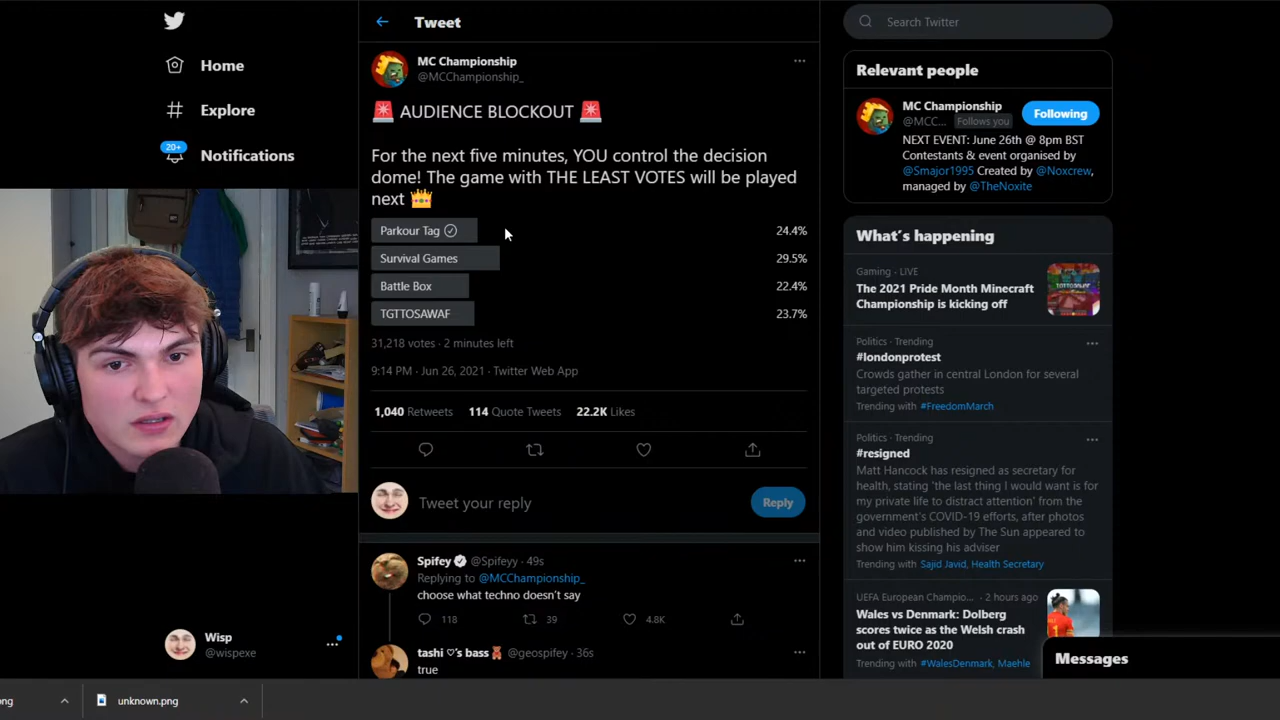 Home
Explore
20+
Notifications
Wisp
@wispexe
Tweet
MC Championship
@MCChampionship_
🚨 AUDIENCE BLOCKOUT 🚨
For the next five minutes, YOU control the decision
dome! The game with THE LEAST VOTES will be played
next 👑
Parkour Tag 24.4%
Survival Games 29.5%
Battle Box 22.4%
TGTTOSAWAF 23.7%
31,218 votes · 2 minutes left
9:14 PM · Jun 26, 2021 · Twitter Web App
1,040 Retweets 114 Quote Tweets 22.2K Likes
Tweet your reply
Reply
Spifey @Spifeyy · 49s
Replying to @MCChampionship_
choose what techno doesn't say
118 39 4.8K
tashi ♡'s bass🧸 @geospifey · 36s
true
Search Twitter
Relevant people
MC Championship
@MCC... Follows you
Following
NEXT EVENT: June 26th @ 8pm BST
Contestants & event organised by
@Smajor1995 Created by @Noxcrew,
managed by @TheNoxite
What's happening
Gaming · LIVE
The 2021 Pride Month Minecraft
Championship is kicking off
Politics · Trending
#londonprotest
Crowds gather in central London for several
targeted protests
Trending with #FreedomMarch
Politics · Trending
#resigned
Matt Hancock has resigned as secretary for
health, stating 'the last thing I would want is for
my private life to distract attention' from the
government's COVID-19 efforts, after photos
and video published by The Sun appeared to
show him kissing his adviser
Trending with Sajid Javid, Health Secretary
UEFA European Champio... · 2 hours ago
Wales vs Denmark: Dolberg
scores twice as the Welsh crash
out of EURO 2020
Trending with #WalesDenmark, Maehle
Messages
png
unknown.png